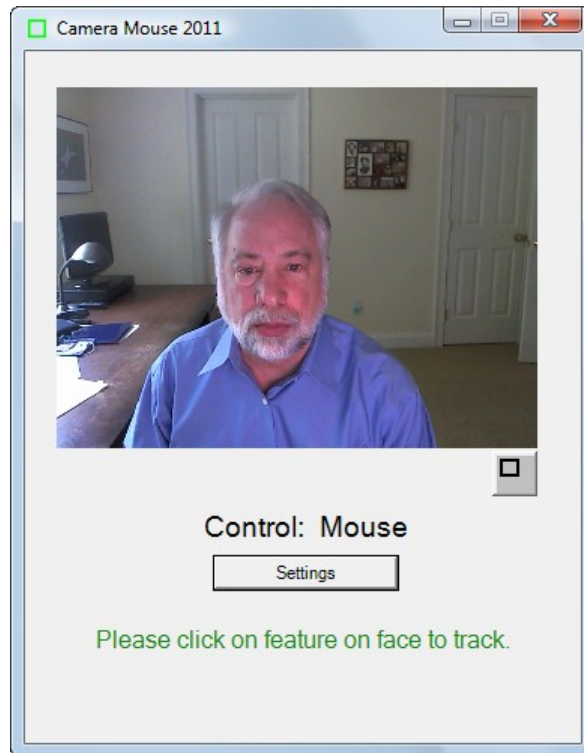 Camera Mouse 2011
Control: Mouse
Settings
Please click on feature on face to track.